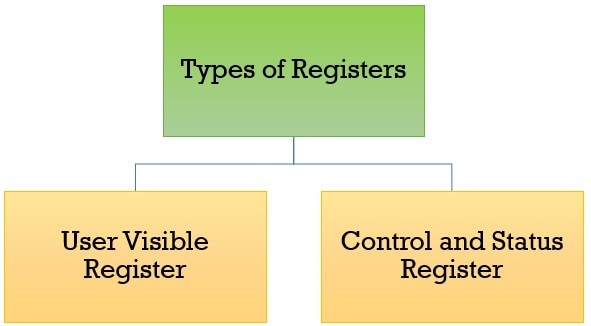 Types of Registers
User Visible
Register
Control and Status
Register